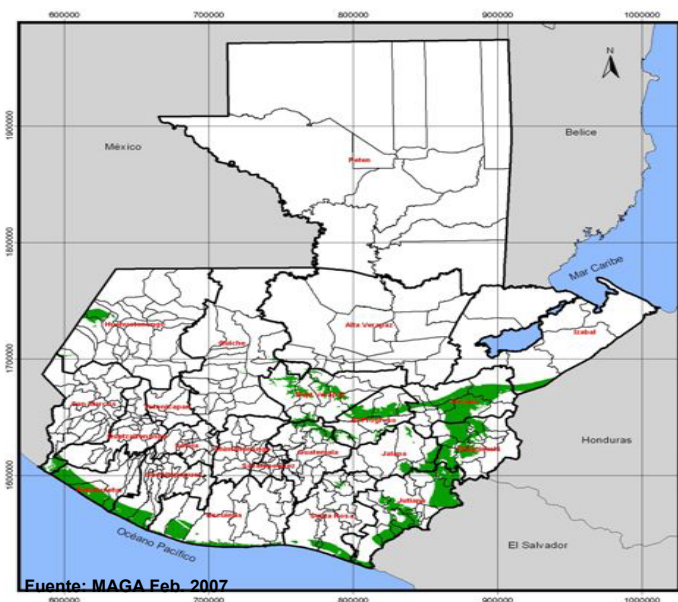 600000 700000 800000 900000 1000000
N
1900000
México
Belice
Peten
1800000
Mar Caribe
Huehuetenango
Alta Verapaz
Izabal
Quiche
1700000
Baja Verapaz
San Marcos
Totonicapan
Zacapa
El Progreso
Quetzaltenango
Solola
Chimaltenango
Guatemala
Chiquimula
Jalapa
Honduras
Sacatepequez
Suchitepequez
1600000
Retalhuleu
Jutiapa
Escuintla
Santa Rosa
Océano Pacífico
El Salvador
Fuente: MAGA Feb. 2007
600000 700000 800000 900000 1000000